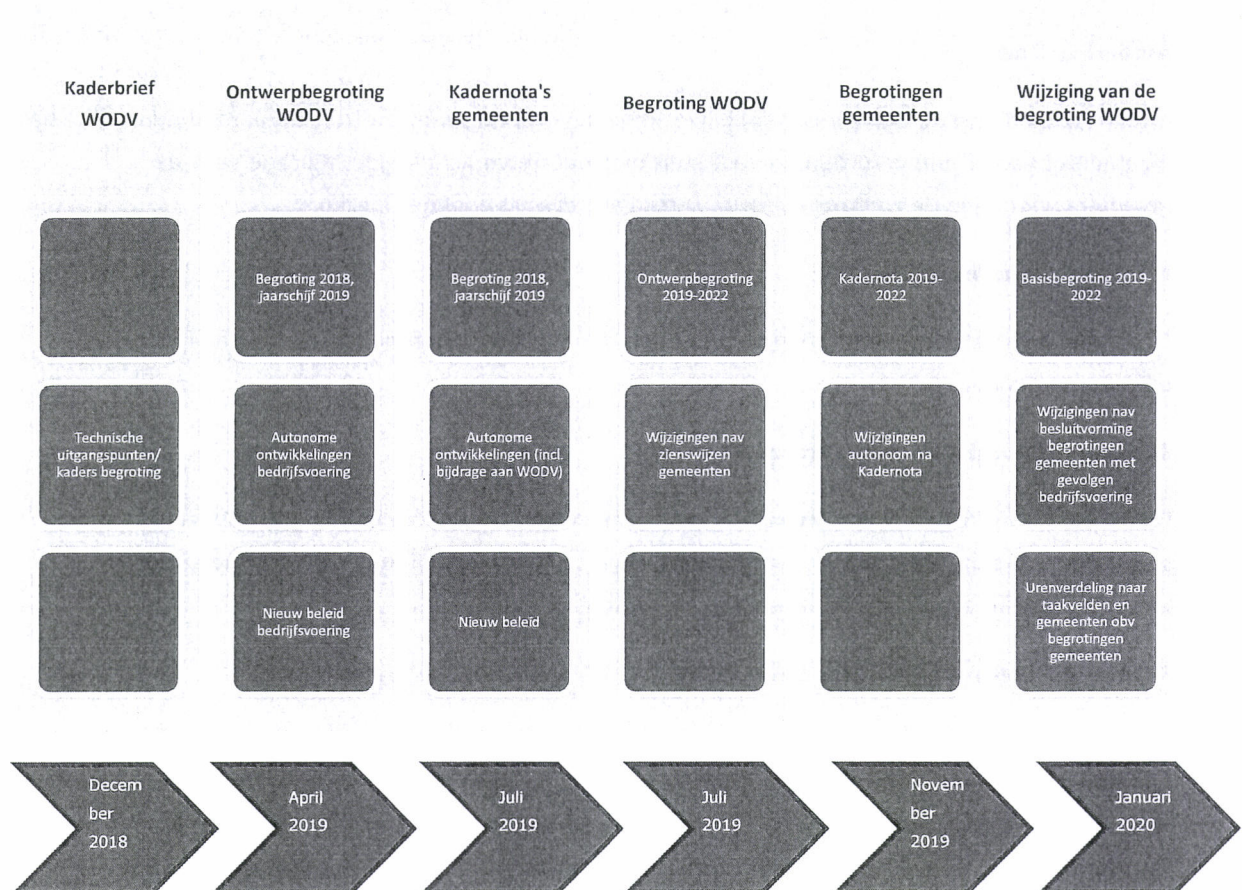 Kaderbrief
WODV
Ontwerpbegroting
WODV
Kadernota's
gemeenten
Begroting WODV
Begrotingen
gemeenten
Wijziging van de
begroting WODV
Begroting 2018,
jaarschijf 2019
Begroting 2018,
jaarschijf 2019
Ontwerpbegroting
2019-2022
Kadernota 2019-
2022
Basisbegroting 2019-
2022
Technische
uitgangspunten/
kaders begroting
Autonome
ontwikkelingen
bedrijfsvoering
Autonome
ontwikkelingen (incl.
bijdrage aan WODV)
Wijzigingen nav
zienswijzen
gemeenten
Wijzigingen
autonoom na
Kadernota
Wijzigingen nav
besluitvorming
begrotingen
gemeenten met
gevolgen
bedrijfsvoering
Nieuw beleid
bedrijfsvoering
Nieuw beleid
Urenverdeling naar
taakvelden en
gemeenten obv
begrotingen
gemeenten
Decem
ber
2018
April
2019
Juli
2019
Juli
2019
Novem
ber
2019
Januari
2020